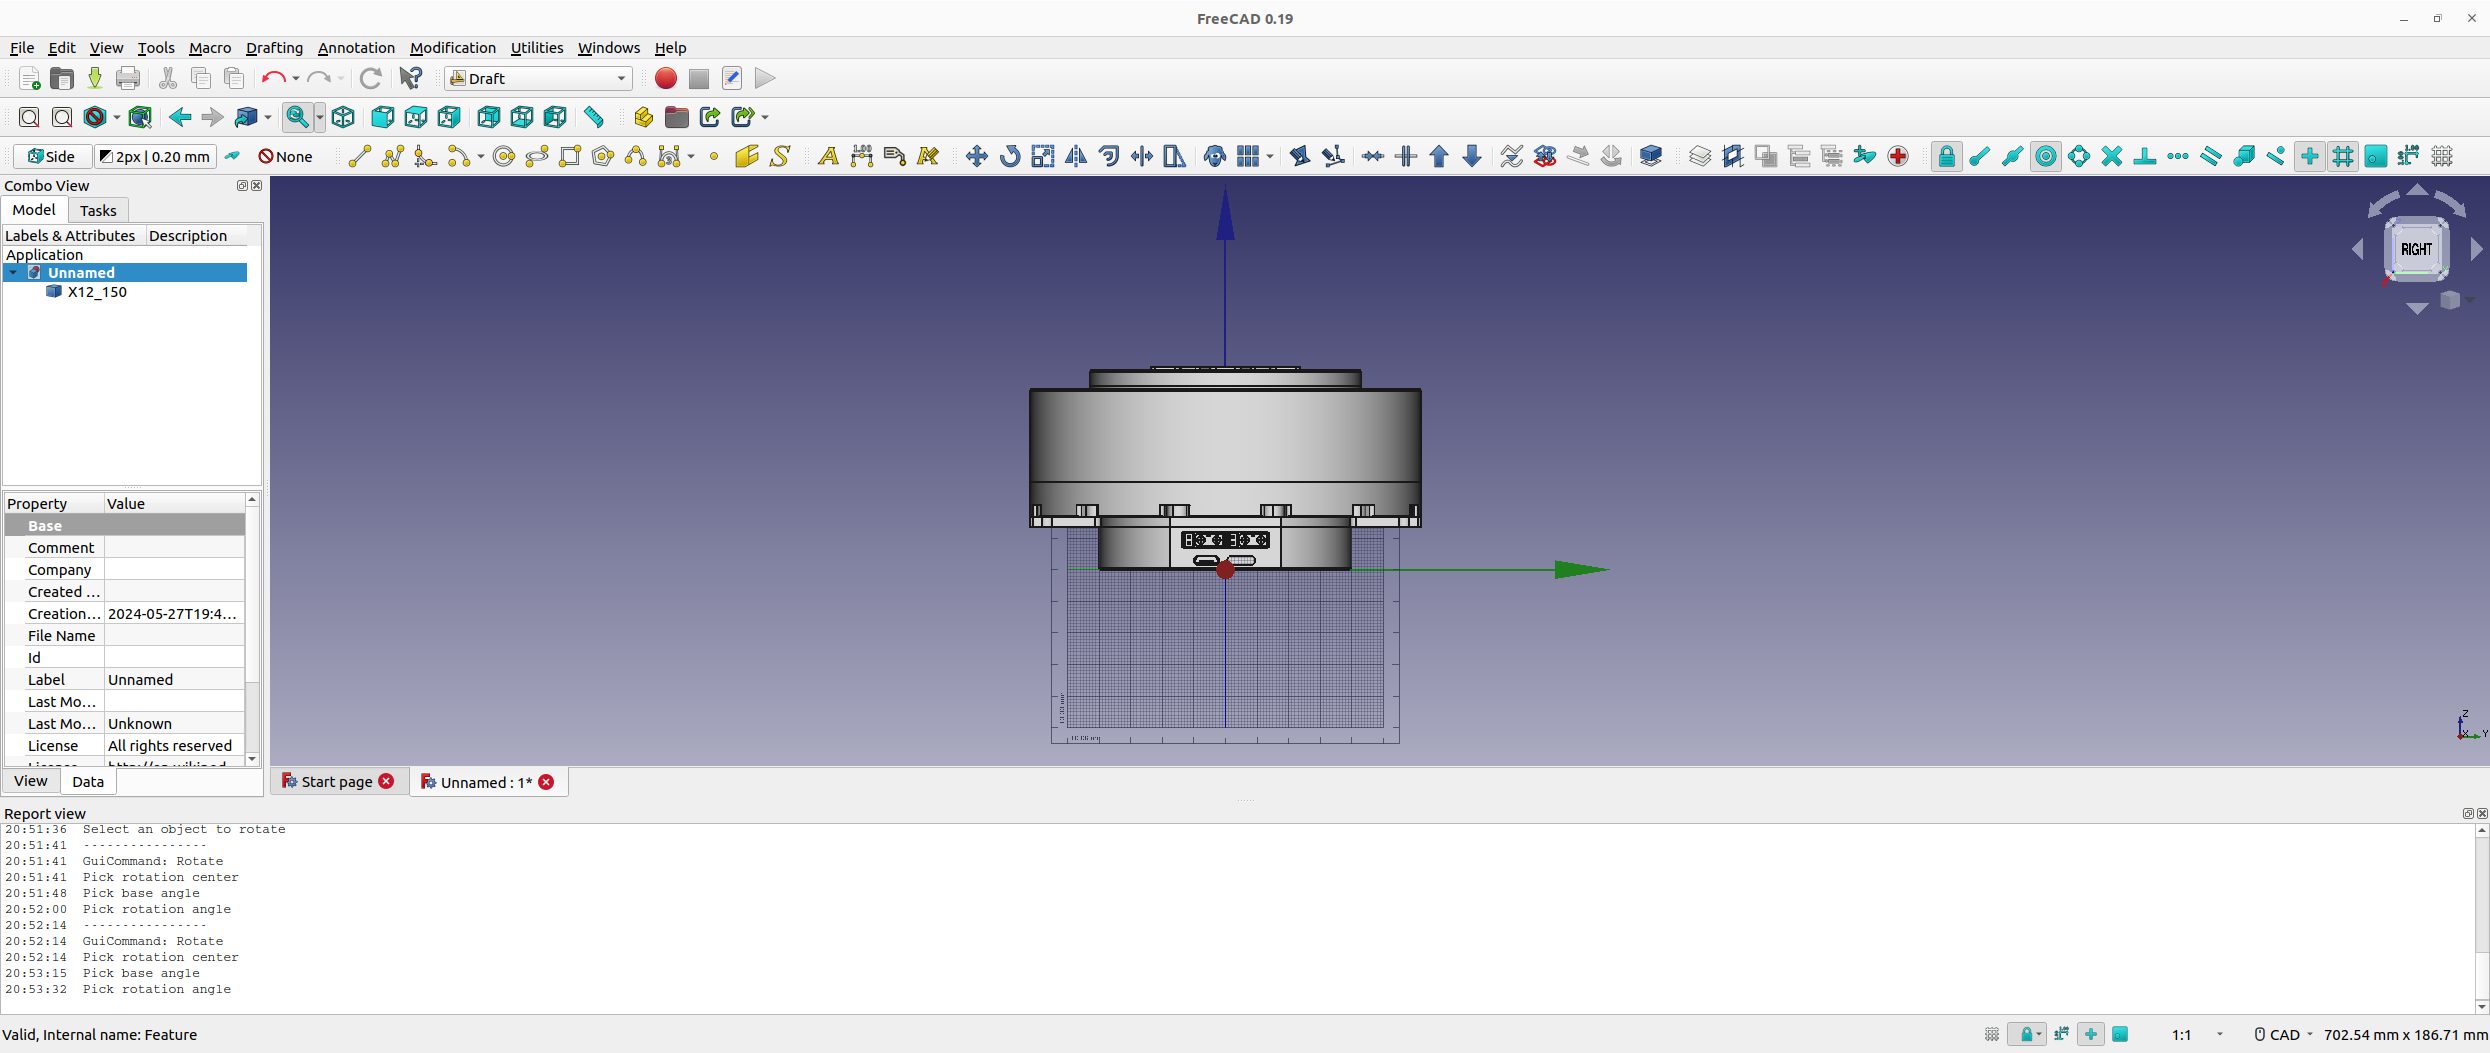 FreeCAD 0.19
File Edit View Tools Macro Drafting Annotation Modification Utilities Windows Help
Draft
Side 2px | 0.20 mm None
Combo View
Model Tasks
Labels & Attributes Description
Application
Unnamed
X12_150
RIGHT
Property Value
Base
Comment
Company
Created ...
Creation... 2024-05-27T19:4...
File Name
Id
Label Unnamed
Last Mo...
Last Mo... Unknown
License All rights reserved
View Data
Z
X
Y
Start page
Unnamed : 1*
Report view
20:51:36 Select an object to rotate
20:51:41 ----------------
20:51:41 GuiCommand: Rotate
20:51:41 Pick rotation center
20:51:48 Pick base angle
20:52:00 Pick rotation angle
20:52:14 ----------------
20:52:14 GuiCommand: Rotate
20:52:14 Pick rotation center
20:53:15 Pick base angle
20:53:32 Pick rotation angle
Valid, Internal name: Feature
1:1 CAD 702.54 mm x 186.71 mm